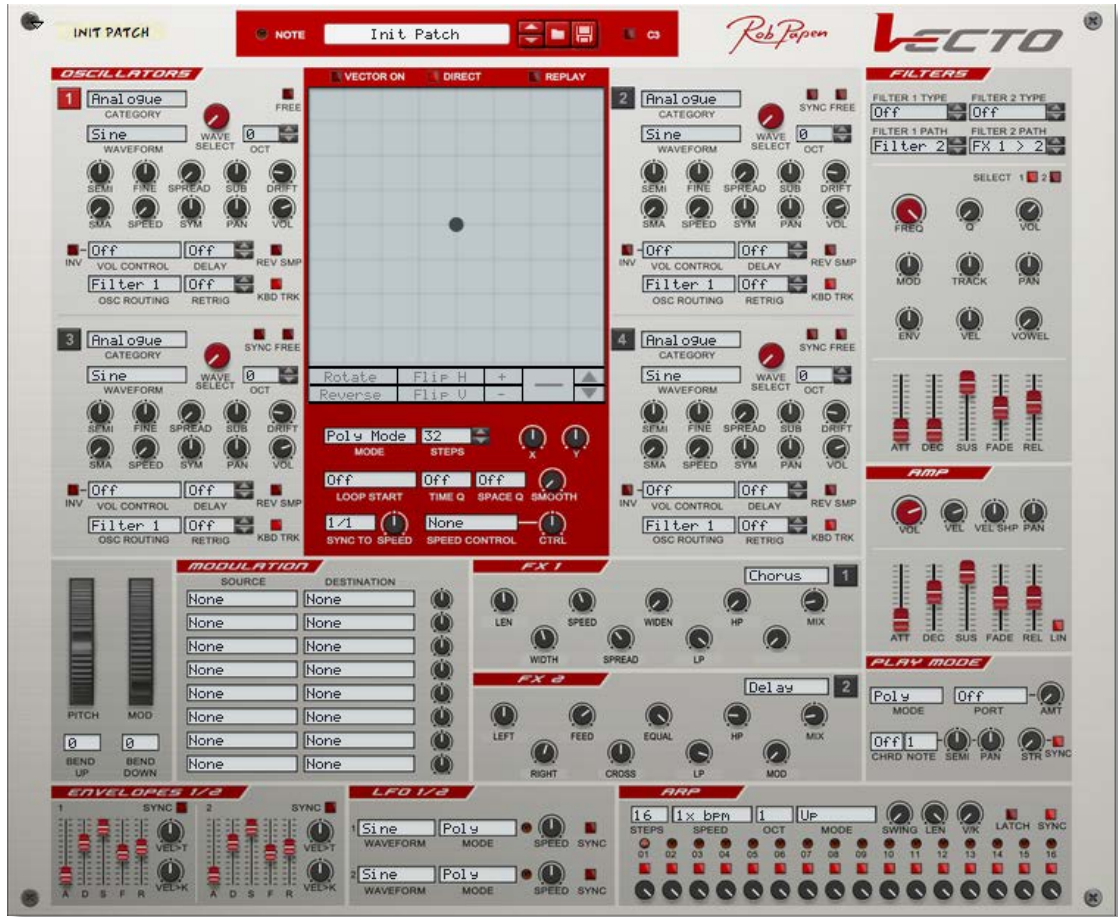 INIT PATCH
NOTE
Init Patch
C3
Rob Papen
VECTO
OSCILLATORS
1
Analogue
CATEGORY
FREE
Sine
WAVEFORM
WAVE SELECT
0
OCT
SEMI FINE SPREAD SUB DRIFT
SMA SPEED SYM PAN VOL
INV
Off
VOL CONTROL
Off
DELAY
REV SMP
Filter 1
OSC ROUTING
Off
RETRIG
KBD TRK
3
Analogue
CATEGORY
SYNC FREE
Sine
WAVEFORM
WAVE SELECT
0
OCT
SEMI FINE SPREAD SUB DRIFT
SMA SPEED SYM PAN VOL
INV
Off
VOL CONTROL
Off
DELAY
REV SMP
Filter 1
OSC ROUTING
Off
RETRIG
KBD TRK
VECTOR ON DIRECT REPLAY
Rotate Flip H +
Reverse Flip V -
Poly Mode 32
MODE STEPS X Y
Off Off Off
LOOP START TIME Q SPACE Q SMOOTH
1/1 None
SYNC TO SPEED SPEED CONTROL CTRL
2
Analogue
CATEGORY
SYNC FREE
Sine
WAVEFORM
WAVE SELECT
0
OCT
SEMI FINE SPREAD SUB DRIFT
SMA SPEED SYM PAN VOL
INV
Off
VOL CONTROL
Off
DELAY
REV SMP
Filter 1
OSC ROUTING
Off
RETRIG
KBD TRK
4
Analogue
CATEGORY
SYNC FREE
Sine
WAVEFORM
WAVE SELECT
0
OCT
SEMI FINE SPREAD SUB DRIFT
SMA SPEED SYM PAN VOL
INV
Off
VOL CONTROL
Off
DELAY
REV SMP
Filter 1
OSC ROUTING
Off
RETRIG
KBD TRK
FILTERS
FILTER 1 TYPE FILTER 2 TYPE
Off Off
FILTER 1 PATH FILTER 2 PATH
Filter 2 FX 1 > 2
SELECT 1 2
FREQ Q VOL
MOD TRACK PAN
ENV VEL VOWEL
ATT DEC SUS FADE REL
AMP
VOL VEL VEL SHP PAN
ATT DEC SUS FADE REL LIN
PLAY MODE
Poly Off
MODE PORT AMT
Off 1
CHRD NOTE SEMI PAN STR SYNC
PITCH MOD
0 0
BEND UP BEND DOWN
MODULATION
SOURCE DESTINATION
None None
None None
None None
None None
None None
None None
None None
None None
FX 1
Chorus 1
LEN SPEED WIDEN HP MIX
WIDTH SPREAD LP
FX 2
Delay 2
LEFT FEED EQUAL HP MIX
RIGHT CROSS LP MOD
ENVELOPES 1/2
1 SYNC 2 SYNC
VEL>T VEL>T
VEL>K VEL>K
A D S F R A D S F R
LFO 1/2
1 Sine Poly
WAVEFORM MODE SPEED SYNC
2 Sine Poly
WAVEFORM MODE SPEED SYNC
ARP
16 1x bpm 1 Up
STEPS SPEED OCT MODE SWING LEN V/K LATCH SYNC
01 02 03 04 05 06 07 08 09 10 11 12 13 14 15 16